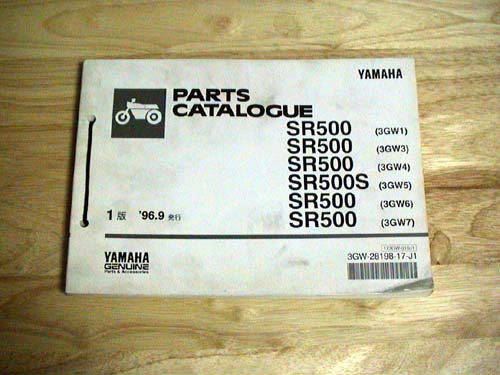 YAMAHA
PARTS
CATALOGUE
SR500 (3GW1)
SR500 (3GW3)
SR500 (3GW4)
SR500S (3GW5)
SR500 (3GW6)
SR500 (3GW7)
1版 '96.9 発行
YAMAHA
GENUINE
Parts & Accessories
3GW-28198-17-J1